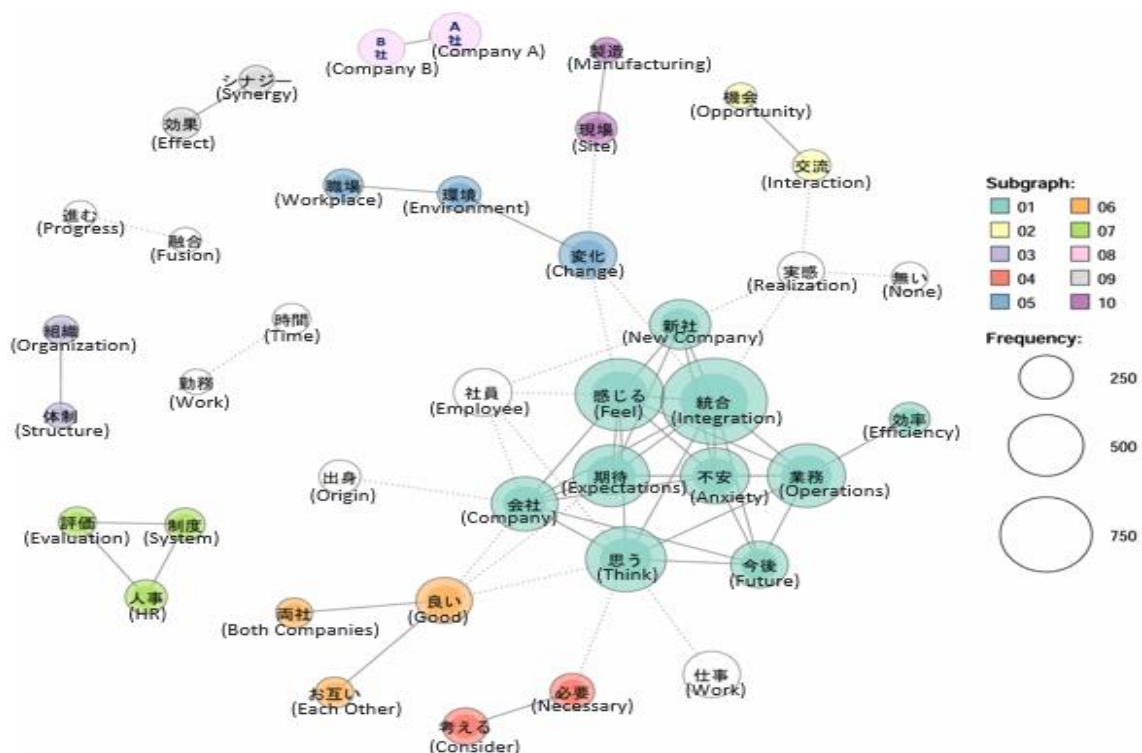 B
社
(Company B)
A
社
(Company A)
製造
(Manufacturing)
シナジー
(Synergy)
効果
(Effect)
機会
(Opportunity)
現場
(Site)
交流
(Interaction)
職場
(Workplace)
環境
(Environment)
進む
(Progress)
融合
(Fusion)
変化
(Change)
実感
(Realization)
無い
(None)
組織
(Organization)
時間
(Time)
新社
(New Company)
勤務
(Work)
社員
(Employee)
感じる
(Feel)
統合
(Integration)
体制
(Structure)
効率
(Efficiency)
出身
(Origin)
期待
(Expectations)
不安
(Anxiety)
業務
(Operations)
会社
(Company)
評価
(Evaluation)
制度
(System)
思う
(Think)
今後
(Future)
人事
(HR)
両社
(Both Companies)
良い
(Good)
お互い
(Each Other)
必要
(Necessary)
仕事
(Work)
考える
(Consider)
Subgraph:
01 06
02 07
03 08
04 09
05 10
Frequency:
250
500
750